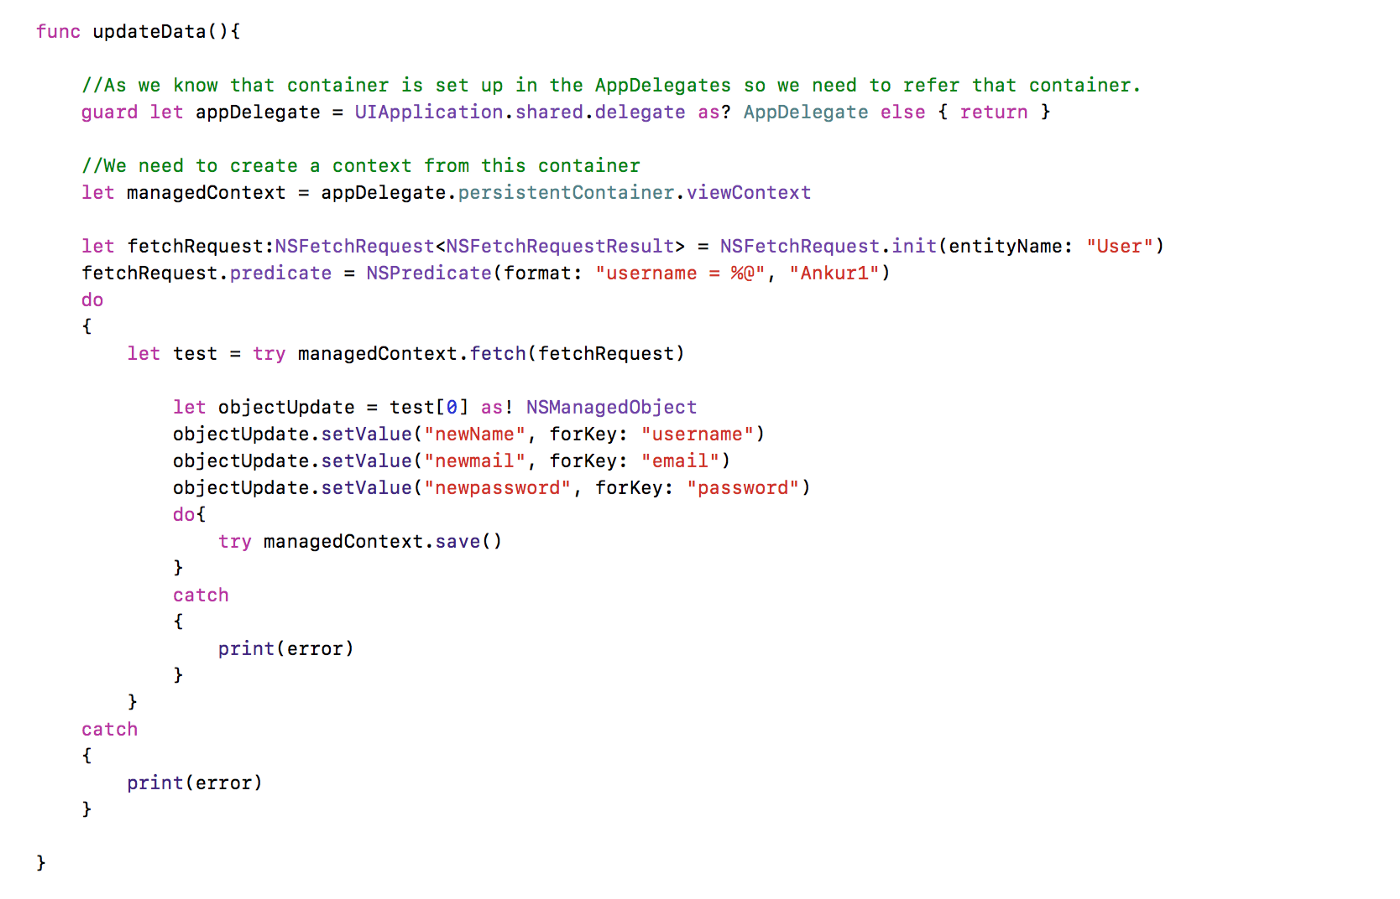 func updateData(){
//As we know that container is set up in the AppDelegates so we need to refer that container.
guard let appDelegate = UIApplication.shared.delegate as? AppDelegate else { return }
//We need to create a context from this container
let managedContext = appDelegate.persistentContainer.viewContext
let fetchRequest:NSFetchRequest<NSFetchRequestResult> = NSFetchRequest.init(entityName: "User")
fetchRequest.predicate = NSPredicate(format: "username = %@", "Ankur1")
do
{
let test = try managedContext.fetch(fetchRequest)
let objectUpdate = test[0] as! NSManagedObject
objectUpdate.setValue("newName", forKey: "username")
objectUpdate.setValue("newmail", forKey: "email")
objectUpdate.setValue("newpassword", forKey: "password")
do{
try managedContext.save()
}
catch
{
print(error)
}
}
catch
{
print(error)
}
}